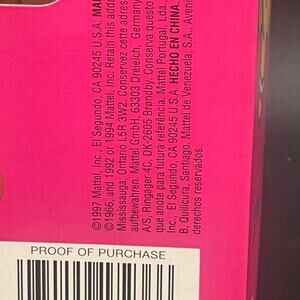 ©1997 Mattel, Inc. El Segundo, CA 90245 U.S.A. MAD
©1966, and 1992 or 1994 Mattel Inc. Retain this addre
Mississauga, Ontario L5R 3W2. Conservez cette adres
aufbewahren. Mattel GmbH, 63303 Dreieich, Germany
A/S, Ringager 4C, DK-2605 Brøndby. Conserva questo
que anote para futura referência. Mattel Portugal, Lda.
, El Segundo, CA 90245 U.S.A. HECHO EN CHINA.
B, Quilicura, Santiago. Mattel de Venezuela, S.A., Aveni
derechos reservados.
PROOF OF PURCHASE